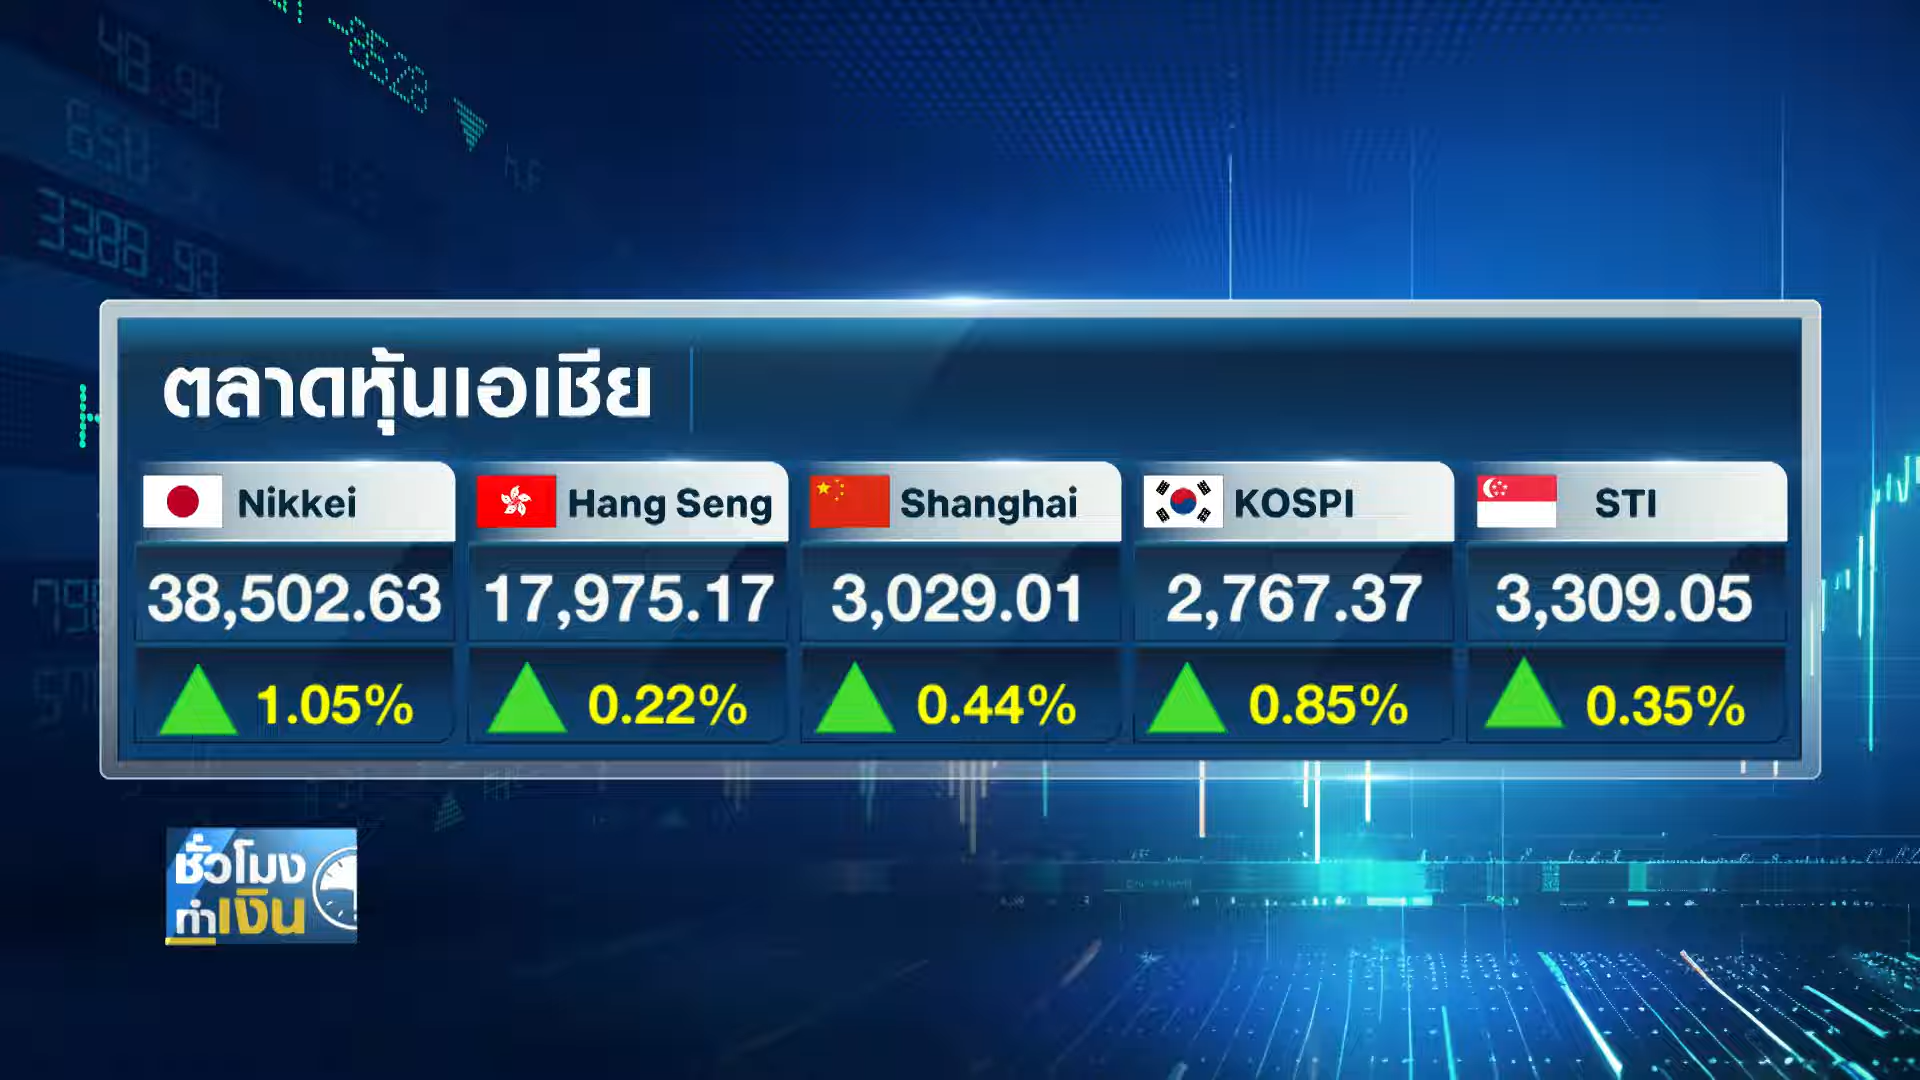 ตลาดหุ้นเอเชีย
Nikkei Hang Seng Shanghai KOSPI STI
38,502.63 17,975.17 3,029.01 2,767.37 3,309.05
1.05% 0.22% 0.44% 0.85% 0.35%
ชั่วโมง
ทำเงิน